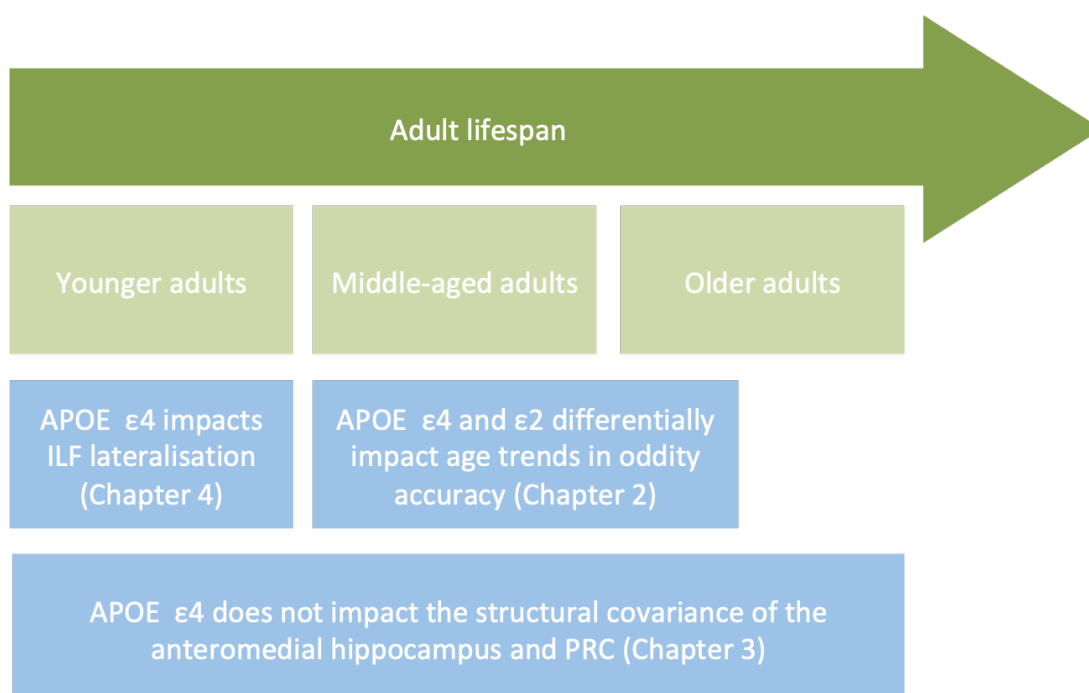 Adult lifespan
Younger adults
Middle-aged adults
Older adults
APOE ε4 impacts
ILF lateralisation
(Chapter 4)
APOE ε4 and ε2 differentially
impact age trends in oddity
accuracy (Chapter 2)
APOE ε4 does not impact the structural covariance of the
anteromedial hippocampus and PRC (Chapter 3)